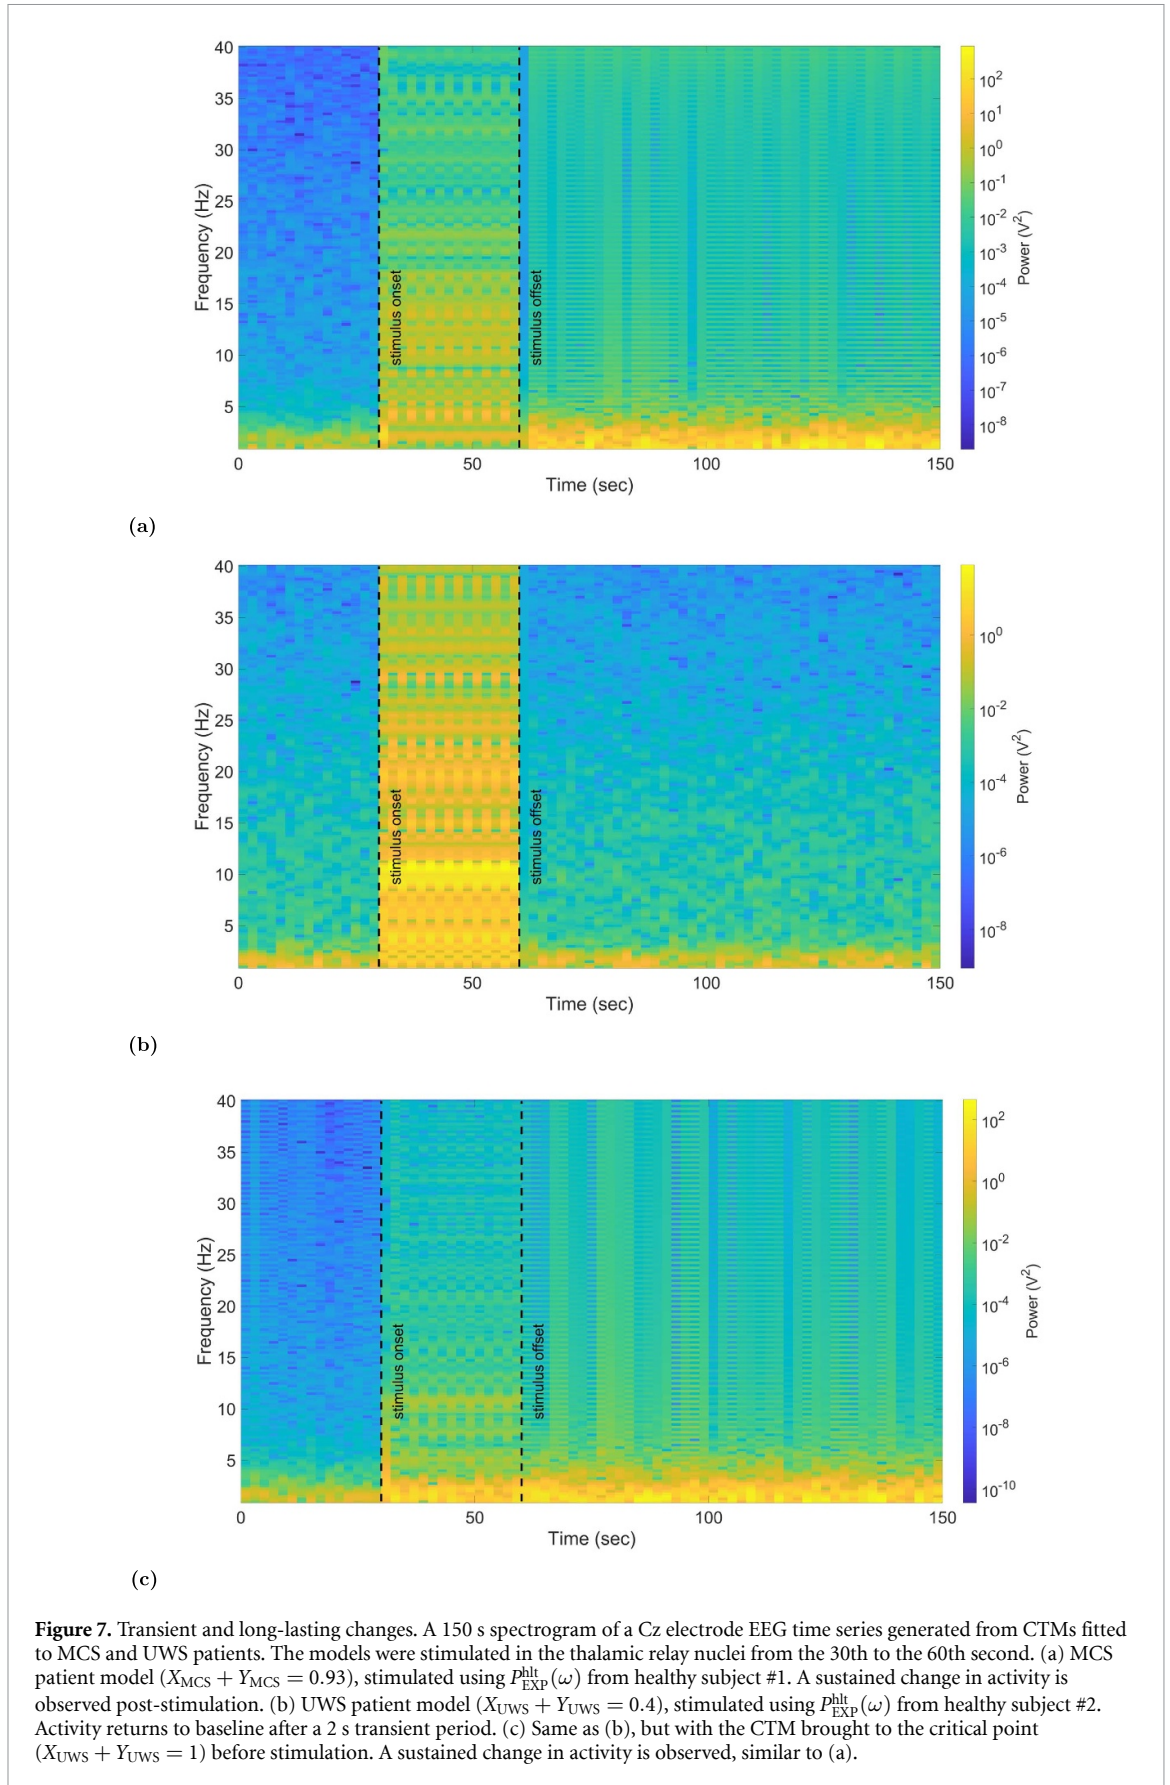 40
35
30
25
20
15
10
5
Frequency (Hz)
stimulus onset
stimulus offset
0
50
100
150
Time (sec)
10^2
10^1
10^0
10^-1
10^-2
10^-3
10^-4
10^-5
10^-6
10^-7
10^-8
Power (V^2)
(a)
40
35
30
25
20
15
10
5
Frequency (Hz)
stimulus onset
stimulus offset
0
50
100
150
Time (sec)
10^0
10^-2
10^-4
10^-6
10^-8
Power (V^2)
(b)
40
35
30
25
20
15
10
5
Frequency (Hz)
stimulus onset
stimulus offset
0
50
100
150
Time (sec)
10^2
10^0
10^-2
10^-4
10^-6
10^-8
10^-10
Power (V^2)
(c)
Figure 7. Transient and long-lasting changes. A 150 s spectrogram of a Cz electrode EEG time series generated from CTMs fitted
to MCS and UWS patients. The models were stimulated in the thalamic relay nuclei from the 30th to the 60th second. (a) MCS
patient model (X_MCS + Y_MCS = 0.93), stimulated using P^hlt_EXP(ω) from healthy subject #1. A sustained change in activity is
observed post-stimulation. (b) UWS patient model (X_UWS + Y_UWS = 0.4), stimulated using P^hlt_EXP(ω) from healthy subject #2.
Activity returns to baseline after a 2 s transient period. (c) Same as (b), but with the CTM brought to the critical point
(X_UWS + Y_UWS = 1) before stimulation. A sustained change in activity is observed, similar to (a).